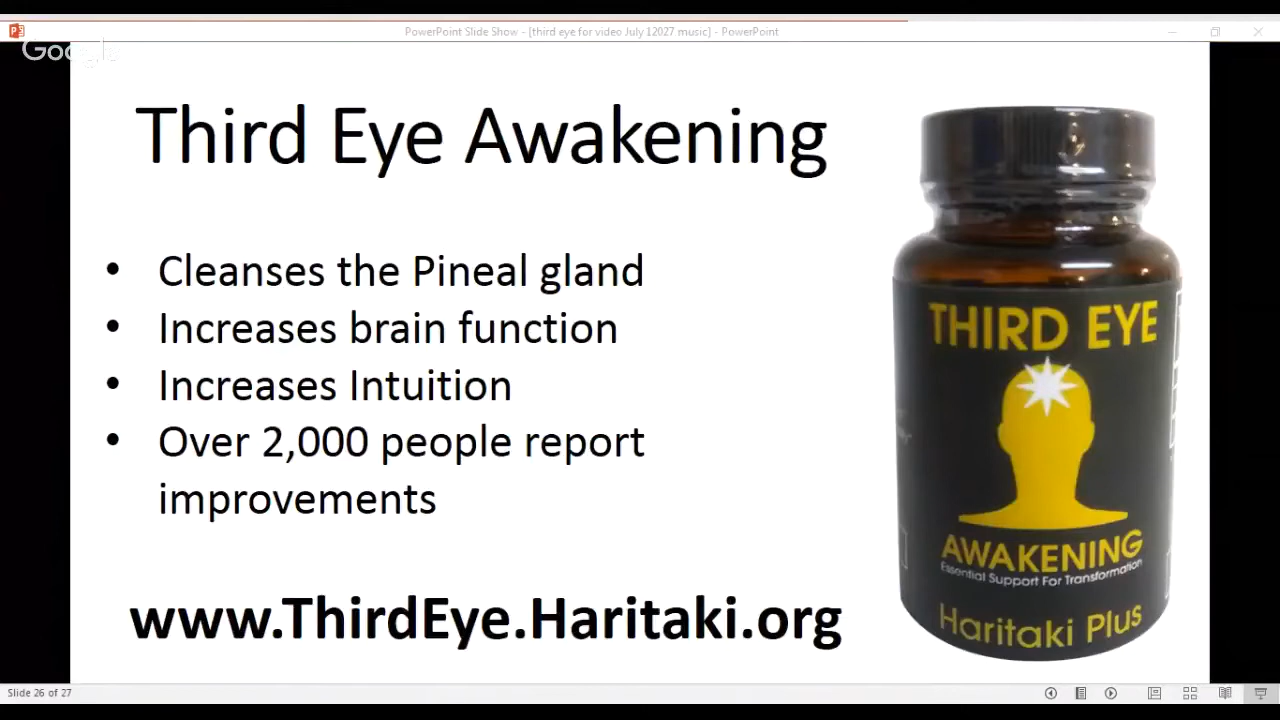 PowerPoint Slide Show - [third eye for video July 12027 music] - PowerPoint
Google
Third Eye Awakening
• Cleanses the Pineal gland
• Increases brain function
• Increases Intuition
• Over 2,000 people report
improvements
www.ThirdEye.Haritaki.org
THIRD EYE
AWAKENING
Essential Support For Transformation
Haritaki Plus
Slide 26 of 27